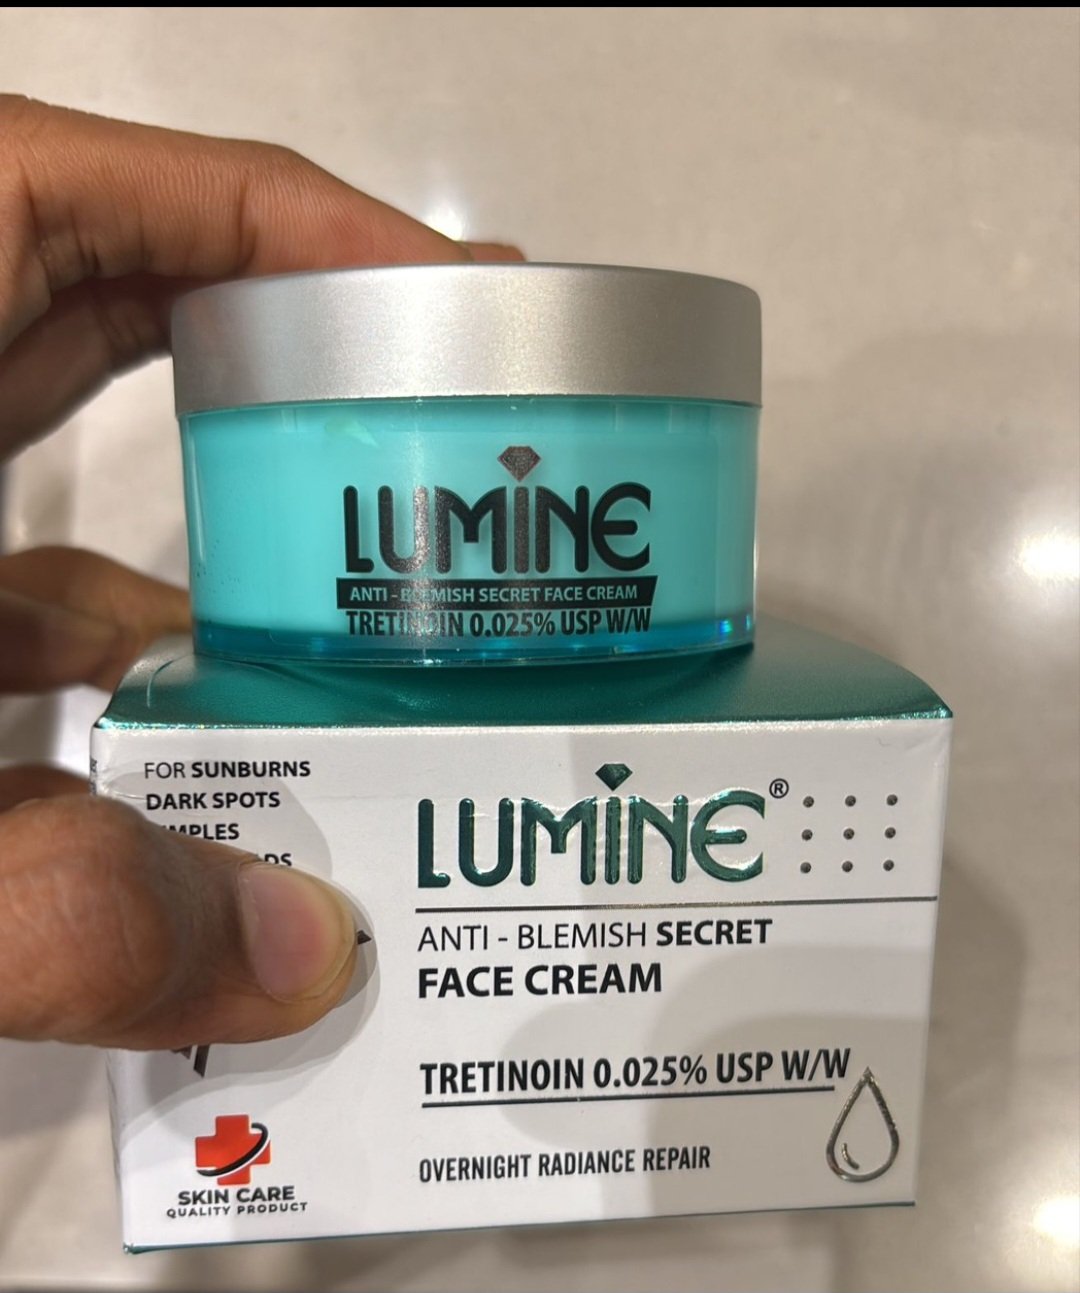 LUMINE
ANTI - BLEMISH SECRET FACE CREAM
TRETINOIN 0.025% USP W/W
FOR SUNBURNS
DARK SPOTS
LUMINE®
ANTI - BLEMISH SECRET
FACE CREAM
TRETINOIN 0.025% USP W/W
OVERNIGHT RADIANCE REPAIR
SKIN CARE
QUALITY PRODUCT